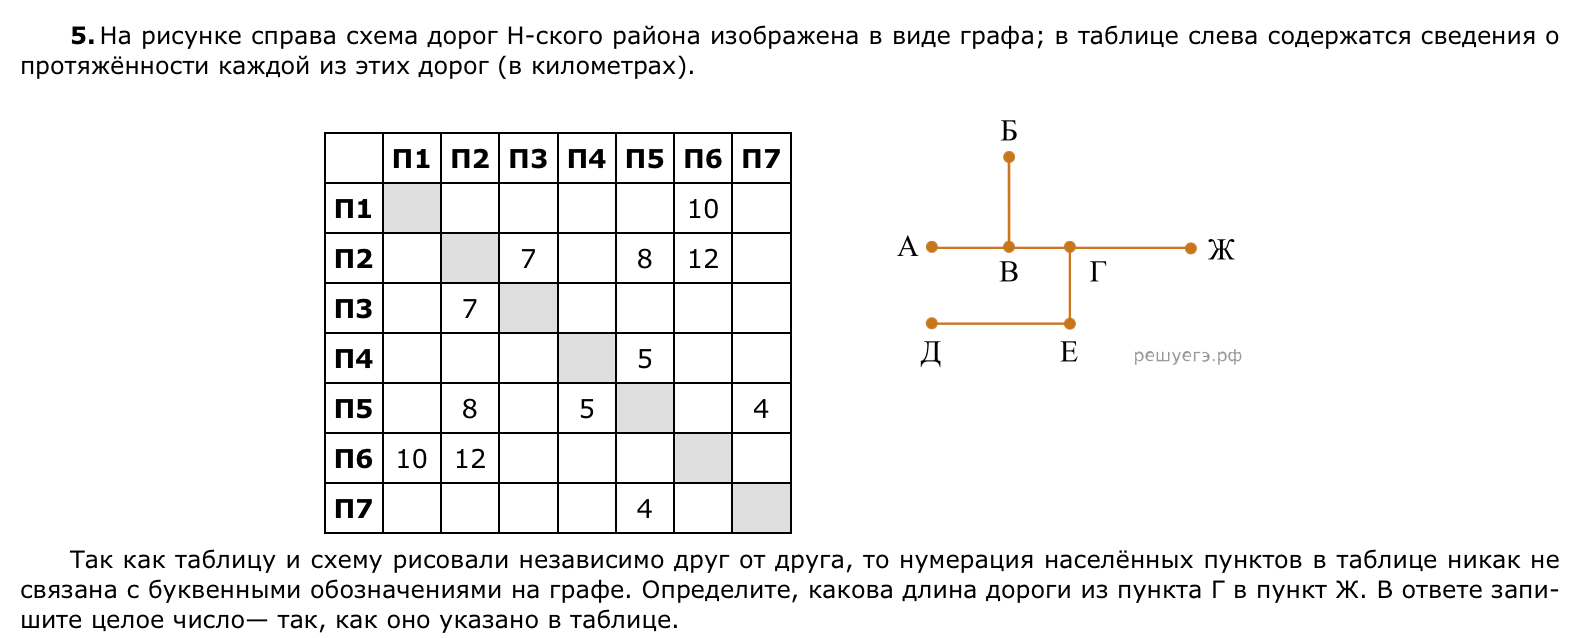 5. На рисунке справа схема дорог Н-ского района изображена в виде графа; в таблице слева содержатся сведения о
протяжённости каждой из этих дорог (в километрах).
П1 П2 П3 П4 П5 П6 П7
П1 10
П2 7 8 12
П3 7
П4 5
П5 8 5 4
П6 10 12
П7 4
Б
А В Г Ж
Д Е
решуегэ.рф
Так как таблицу и схему рисовали независимо друг от друга, то нумерация населённых пунктов в таблице никак не
связана с буквенными обозначениями на графе. Определите, какова длина дороги из пункта Г в пункт Ж. В ответе запи-
шите целое число— так, как оно указано в таблице.